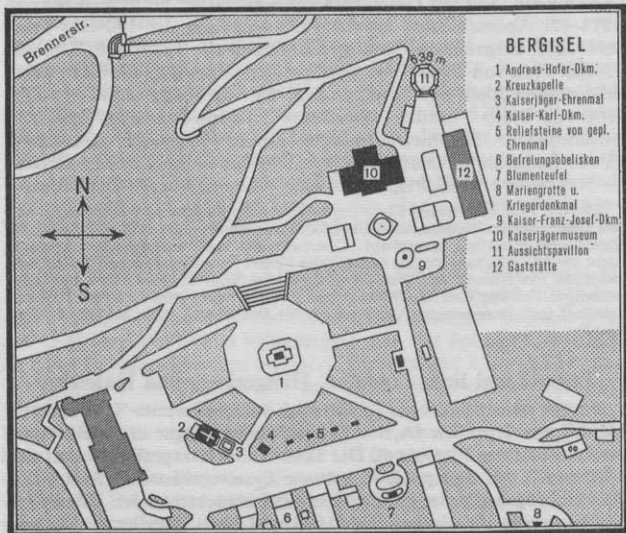 Brennerstr.
638 m
11
BERGISEL
1 Andreas-Hofer-Dkm.
2 Kreuzkapelle
3 Kaiserjäger-Ehrenmal
4 Kaiser-Karl-Dkm.
5 Reliefsteine von gepl.
Ehrenmal
6 Befreiungsobelisken
7 Blumenteufel
8 Mariengrotte u.
Kriegerdenkmal
9 Kaiser-Franz-Josef-Dkm
10 Kaiserjägermuseum
11 Aussichtspavillon
12 Gaststätte
10
12
N
S
9
1
2
3
4
5
6
7
8